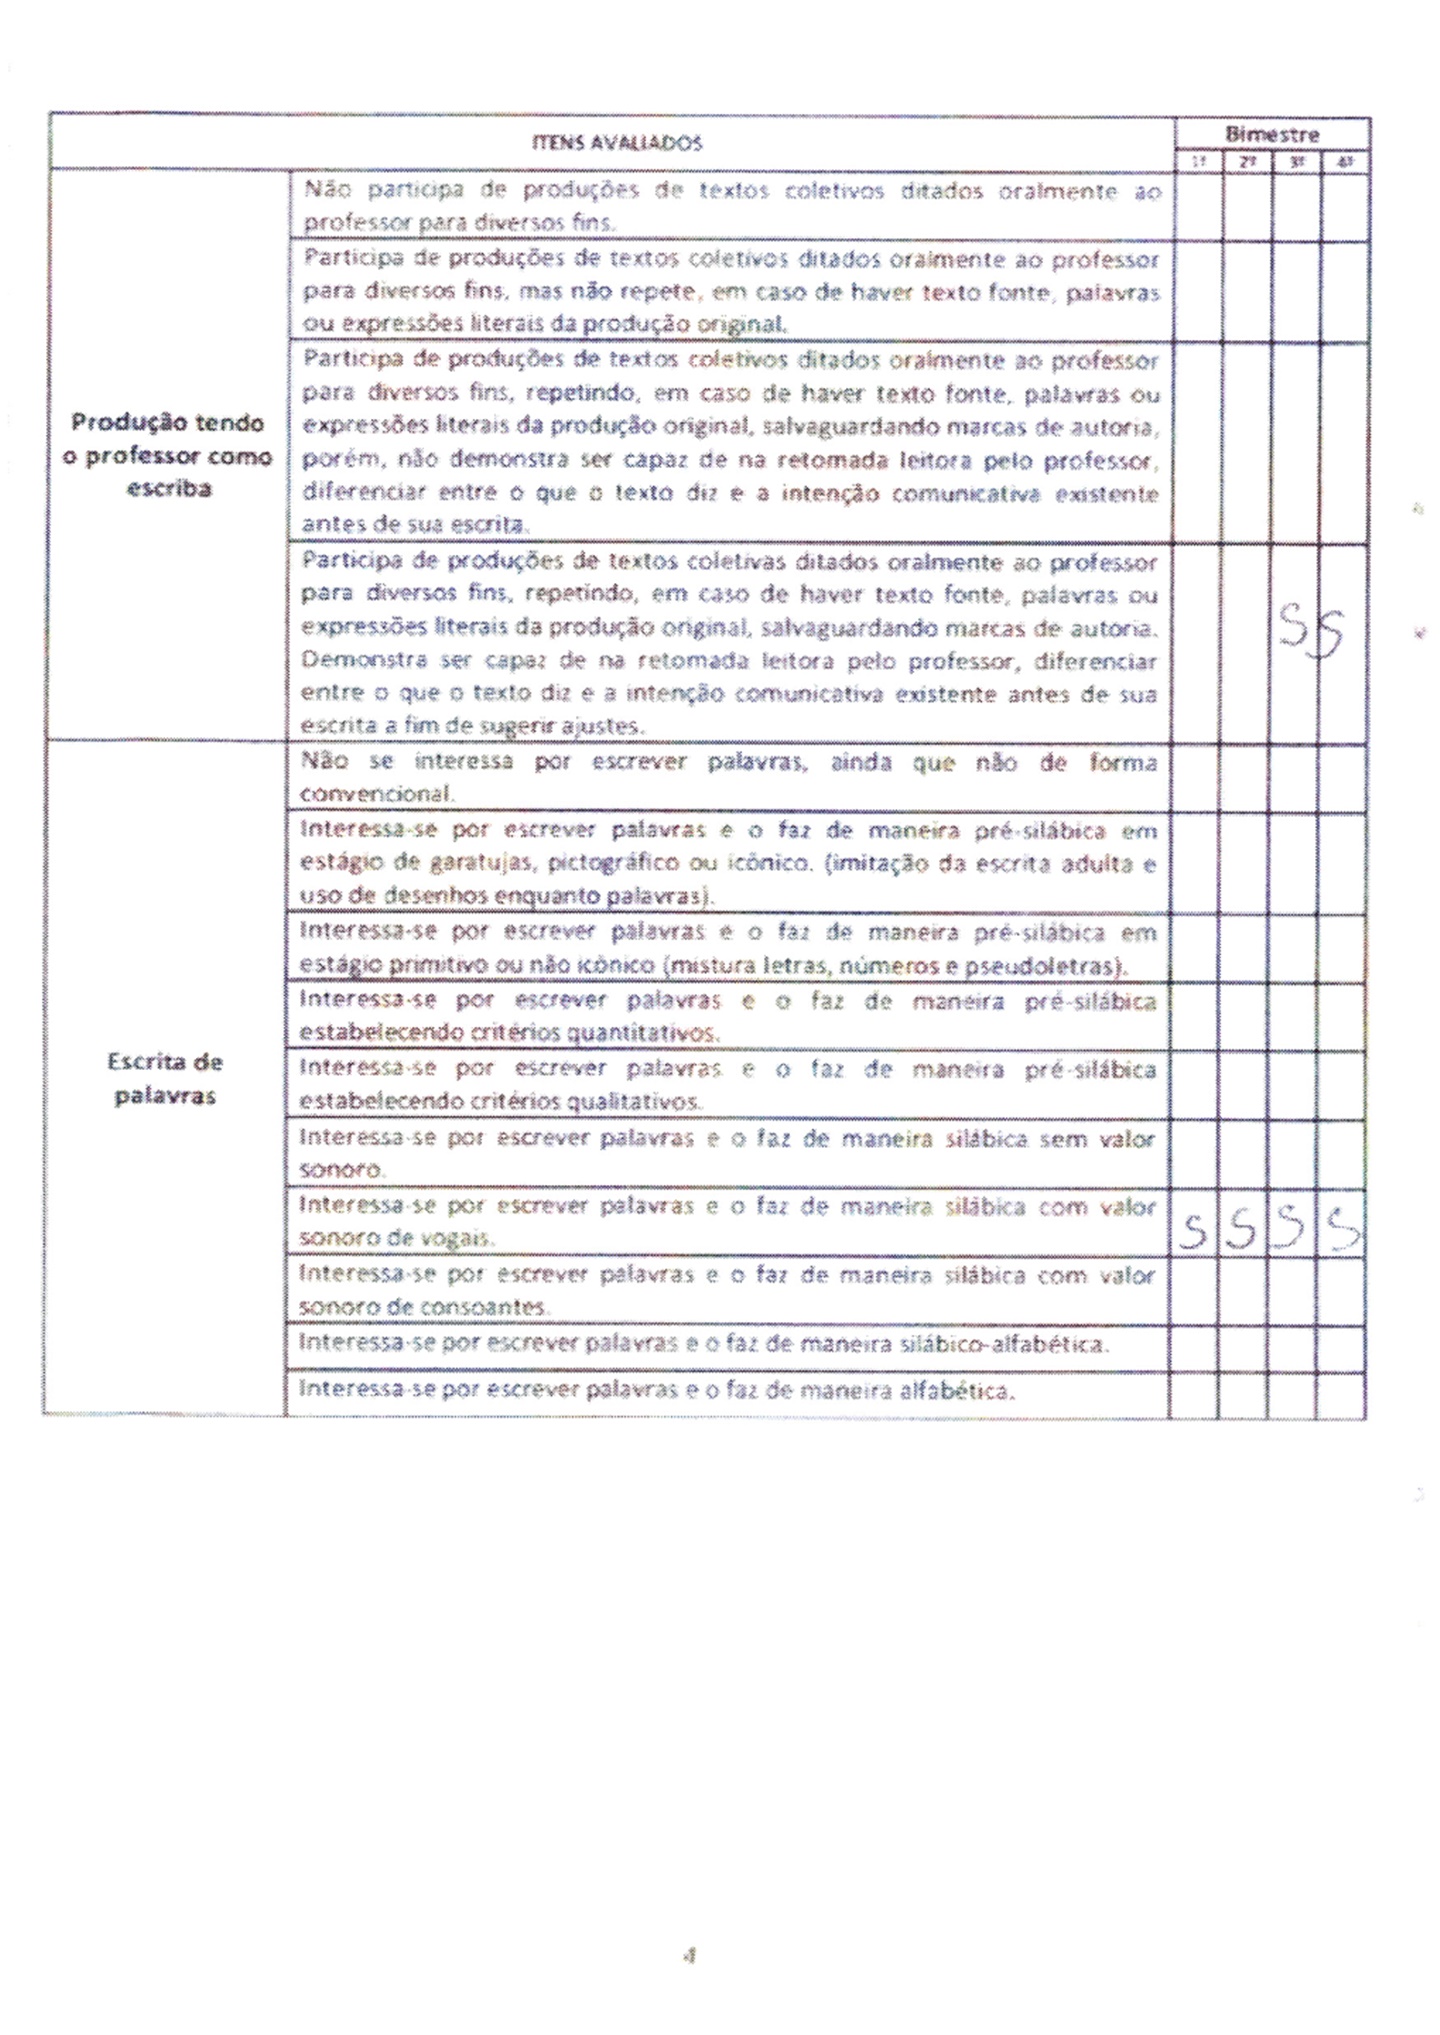 ITENS AVALIADOS
Bimestre
1º 2º 3º 4º
Produção tendo
o professor como
escriba
Não participa de produções de textos coletivos ditados oralmente ao
professor para diversos fins.
Participa de produções de textos coletivos ditados oralmente ao professor
para diversos fins, mas não repete, em caso de haver texto fonte, palavras
ou expressões literais da produção original.
Participa de produções de textos coletivos ditados oralmente ao professor
para diversos fins, repetindo, em caso de haver texto fonte, palavras ou
expressões literais da produção original, salvaguardando marcas de autoria,
porém, não demonstra ser capaz de na retomada leitora pelo professor,
diferenciar entre o que o texto diz e a intenção comunicativa existente
antes de sua escrita.
Participa de produções de textos coletivas ditados oralmente ao professor
para diversos fins, repetindo, em caso de haver texto fonte, palavras ou
expressões literais da produção original, salvaguardando marcas de autoria.
Demonstra ser capaz de na retomada leitora pelo professor, diferenciar
entre o que o texto diz e a intenção comunicativa existente antes de sua
escrita a fim de sugerir ajustes.
S S
Escrita de
palavras
Não se interessa por escrever palavras, ainda que não de forma
convencional.
Interessa-se por escrever palavras e o faz de maneira pré-silábica em
estágio de garatujas, pictográfico ou icônico. (imitação da escrita adulta e
uso de desenhos enquanto palavras).
Interessa-se por escrever palavras e o faz de maneira pré-silábica em
estágio primitivo ou não icônico (mistura letras, números e pseudoletras).
Interessa-se por escrever palavras e o faz de maneira pré-silábica
estabelecendo critérios quantitativos.
Interessa-se por escrever palavras e o faz de maneira pré-silábica
estabelecendo critérios qualitativos.
Interessa-se por escrever palavras e o faz de maneira silábica sem valor
sonoro.
Interessa-se por escrever palavras e o faz de maneira silábica com valor
sonoro de vogais.
S S S S
Interessa-se por escrever palavras e o faz de maneira silábica com valor
sonoro de consoantes.
Interessa-se por escrever palavras e o faz de maneira silábico-alfabética.
Interessa-se por escrever palavras e o faz de maneira alfabética.
4